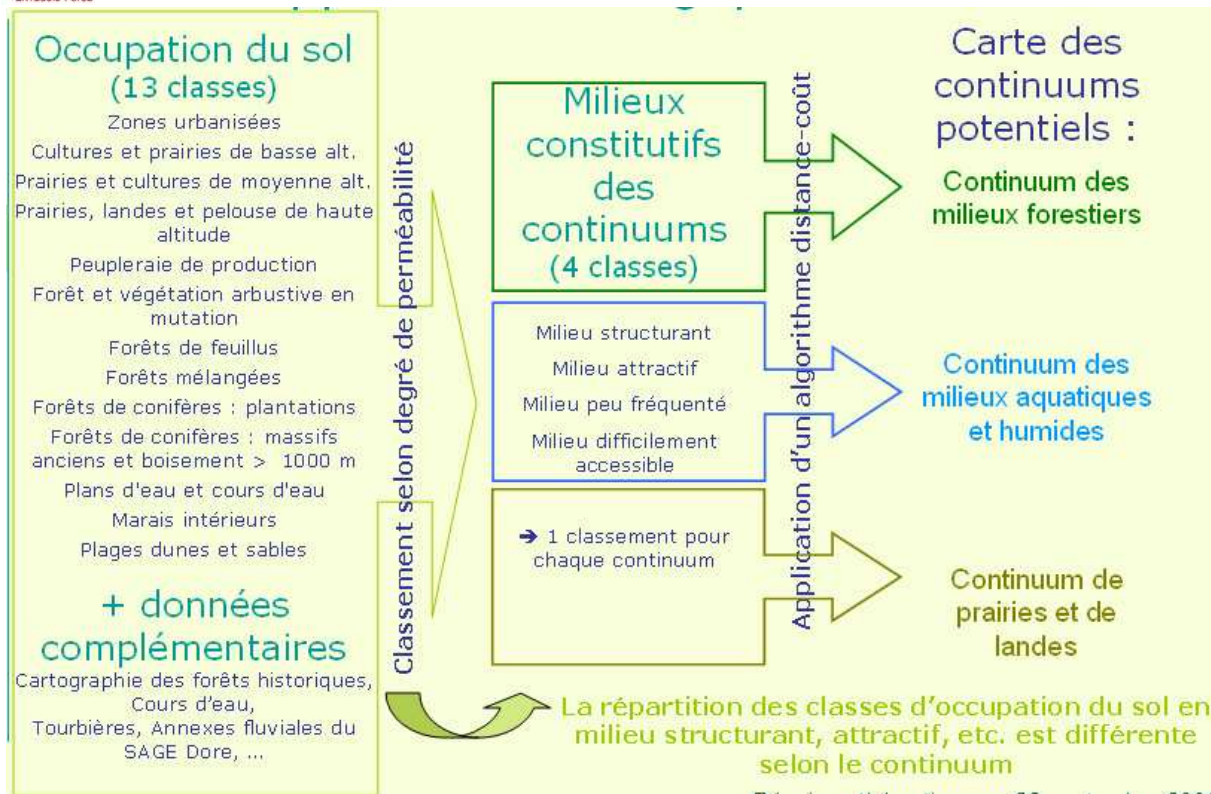 Occupation du sol
(13 classes)
Zones urbanisées
Cultures et prairies de basse alt.
Prairies et cultures de moyenne alt.
Prairies, landes et pelouse de haute
altitude
Peupleraie de production
Forêt et végétation arbustive en
mutation
Forêts de feuillus
Forêts mélangées
Forêts de conifères : plantations
Forêts de conifères : massifs
anciens et boisement > 1000 m
Plans d'eau et cours d'eau
Marais intérieurs
Plages dunes et sables
+ données
complémentaires
Cartographie des forêts historiques,
Cours d'eau,
Tourbières, Annexes fluviales du
SAGE Dore, ...
Classement selon degré de perméabilité
Milieux
constitutifs
des
continuums
(4 classes)
Milieu structurant
Milieu attractif
Milieu peu fréquenté
Milieu difficilement
accessible
➔ 1 classement pour
chaque continuum
Application d'un algorithme distance-coût
Carte des
continuums
potentiels :
Continuum des
milieux forestiers
Continuum des
milieux aquatiques
et humides
Continuum de
prairies et de
landes
La répartition des classes d'occupation du sol en
milieu structurant, attractif, etc. est différente
selon le continuum